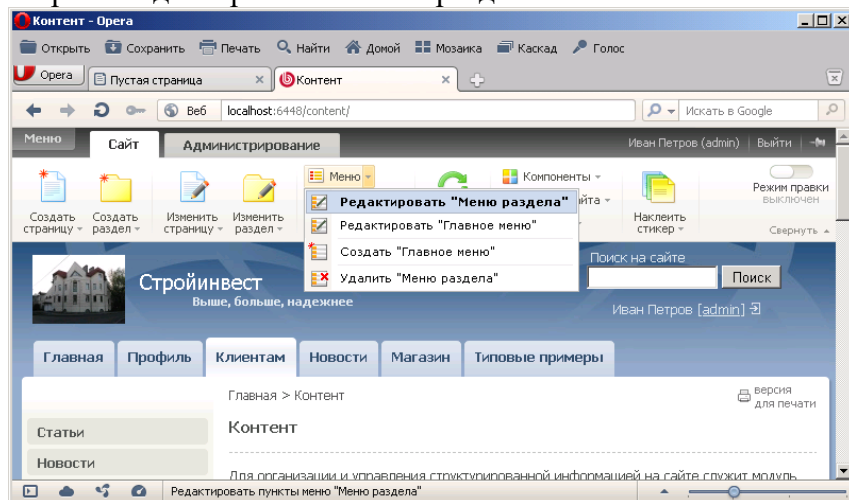 Контент - Opera
Открыть Сохранить Печать Найти Домой Мозаика Каскад Голос
Opera Пустая страница Контент
Веб localhost:6448/content/ Искать в Google
Меню Сайт Администрирование Иван Петров (admin) Выйти
Меню Компоненты
Создать страницу
Создать раздел
Изменить страницу
Изменить раздел
Наклеить стикер
Режим правки
выключен
Свернуть
Редактировать "Меню раздела"
Редактировать "Главное меню"
Создать "Главное меню"
Удалить "Меню раздела"
Стройинвест
Выше, больше, надежнее
Поиск на сайте
Поиск
Иван Петров [admin]
Главная Профиль Клиентам Новости Магазин Типовые примеры
Главная > Контент
версия
для печати
Статьи
Новости
Контент
Для организации и управления структурированной информацией на сайте служит модуль
Редактировать пункты меню "Меню раздела"